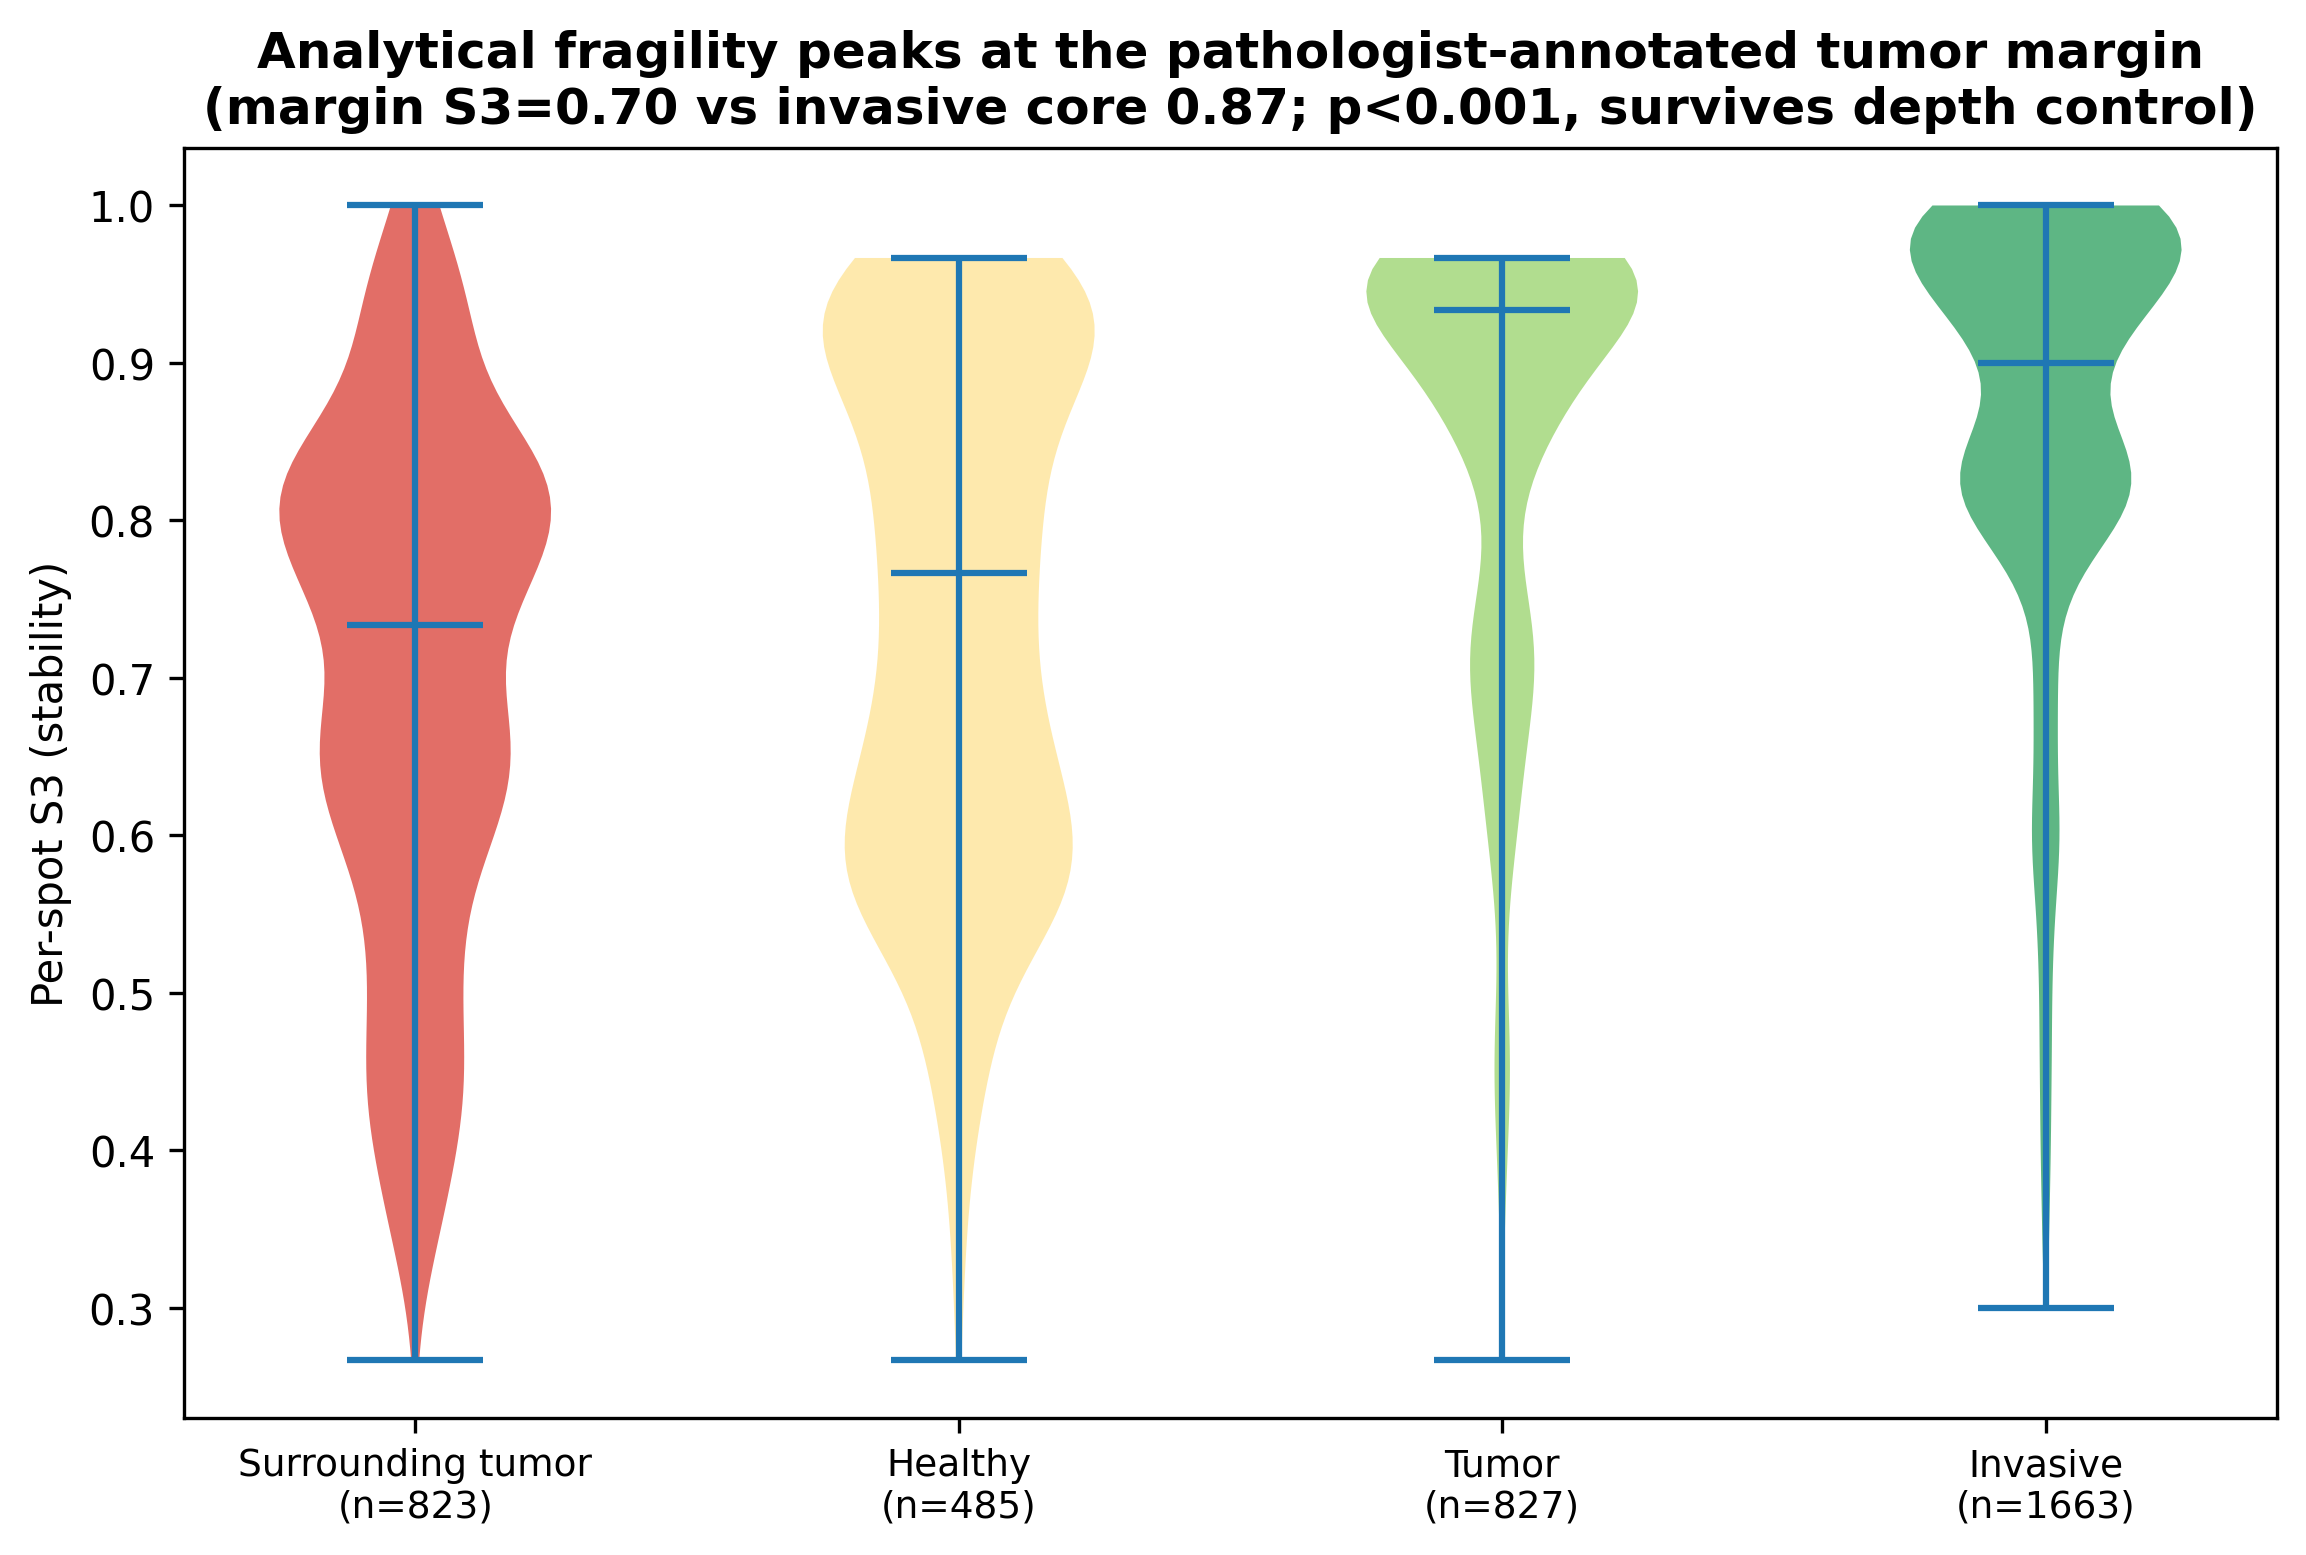 Analytical fragility peaks at the pathologist-annotated tumor margin
(margin S3=0.70 vs invasive core 0.87; p<0.001, survives depth control)
Per-spot S3 (stability)
1.0
0.9
0.8
0.7
0.6
0.5
0.4
0.3
Surrounding tumor
(n=823)
Healthy
(n=485)
Tumor
(n=827)
Invasive
(n=1663)